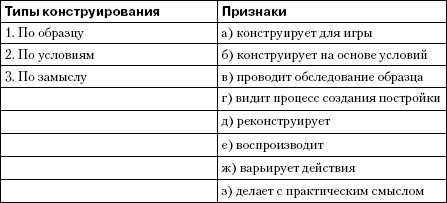 Типы конструирования Признаки
1. По образцу а) конструирует для игры
2. По условиям б) конструирует на основе условий
3. По замыслу в) проводит обследование образца
г) видит процесс создания постройки
д) реконструирует
е) воспроизводит
ж) варьирует действия
з) делает с практическим смыслом